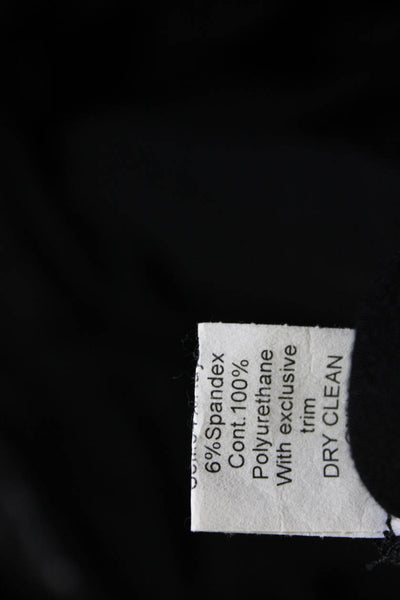 6%Spandex
Cont.100%
Polyurethane
With exclusive
trim
DRY CLEAN